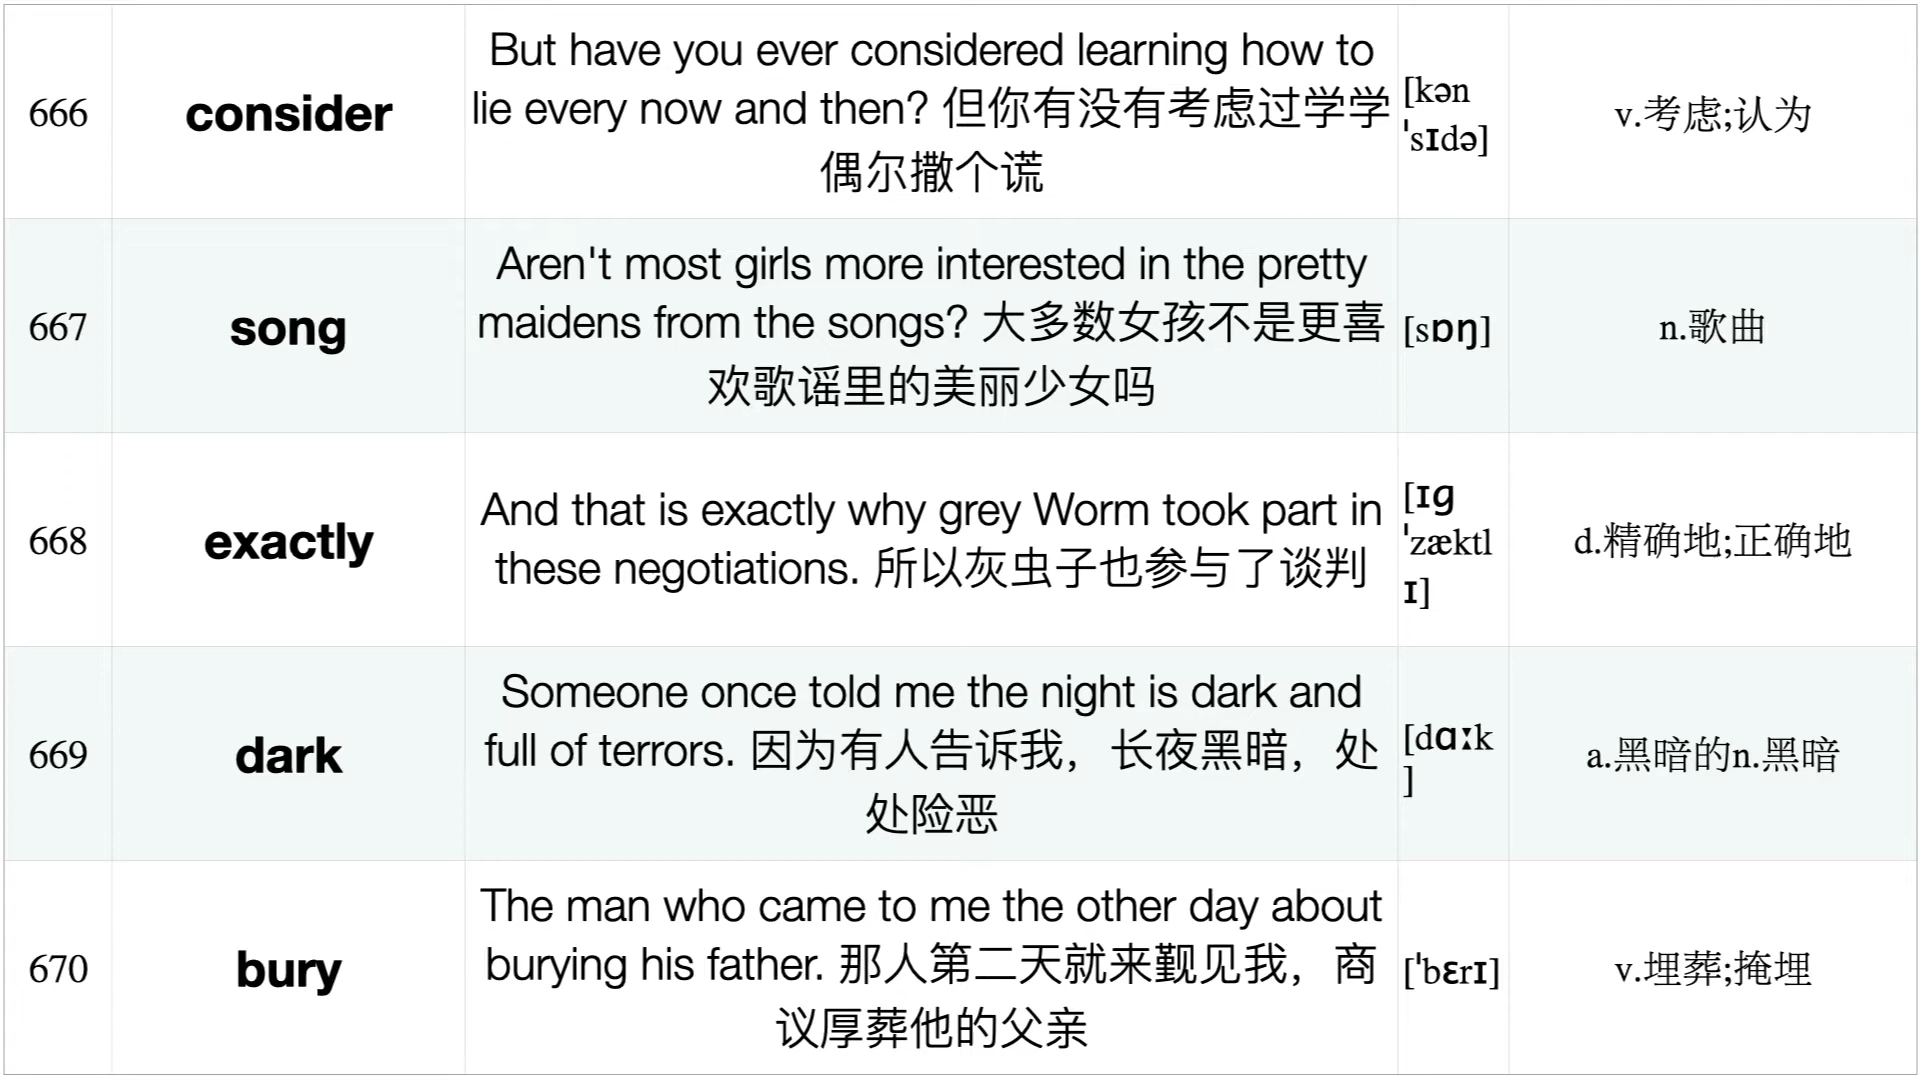 666
consider
But have you ever considered learning how to
lie every now and then? 但你有没有考虑过学学
偶尔撒个谎
[kən
ˈsɪdə]
v.考虑;认为
667
song
Aren't most girls more interested in the pretty
maidens from the songs? 大多数女孩不是更喜
欢歌谣里的美丽少女吗
[sɒŋ]
n.歌曲
668
exactly
And that is exactly why grey Worm took part in
these negotiations. 所以灰虫子也参与了谈判
[ɪɡ
ˈzæktl
ɪ]
d.精确地;正确地
669
dark
Someone once told me the night is dark and
full of terrors. 因为有人告诉我，长夜黑暗，处
处险恶
[dɑːk
]
a.黑暗的n.黑暗
670
bury
The man who came to me the other day about
burying his father. 那人第二天就来觐见我，商
议厚葬他的父亲
[ˈbɛrɪ]
v.埋葬;掩埋